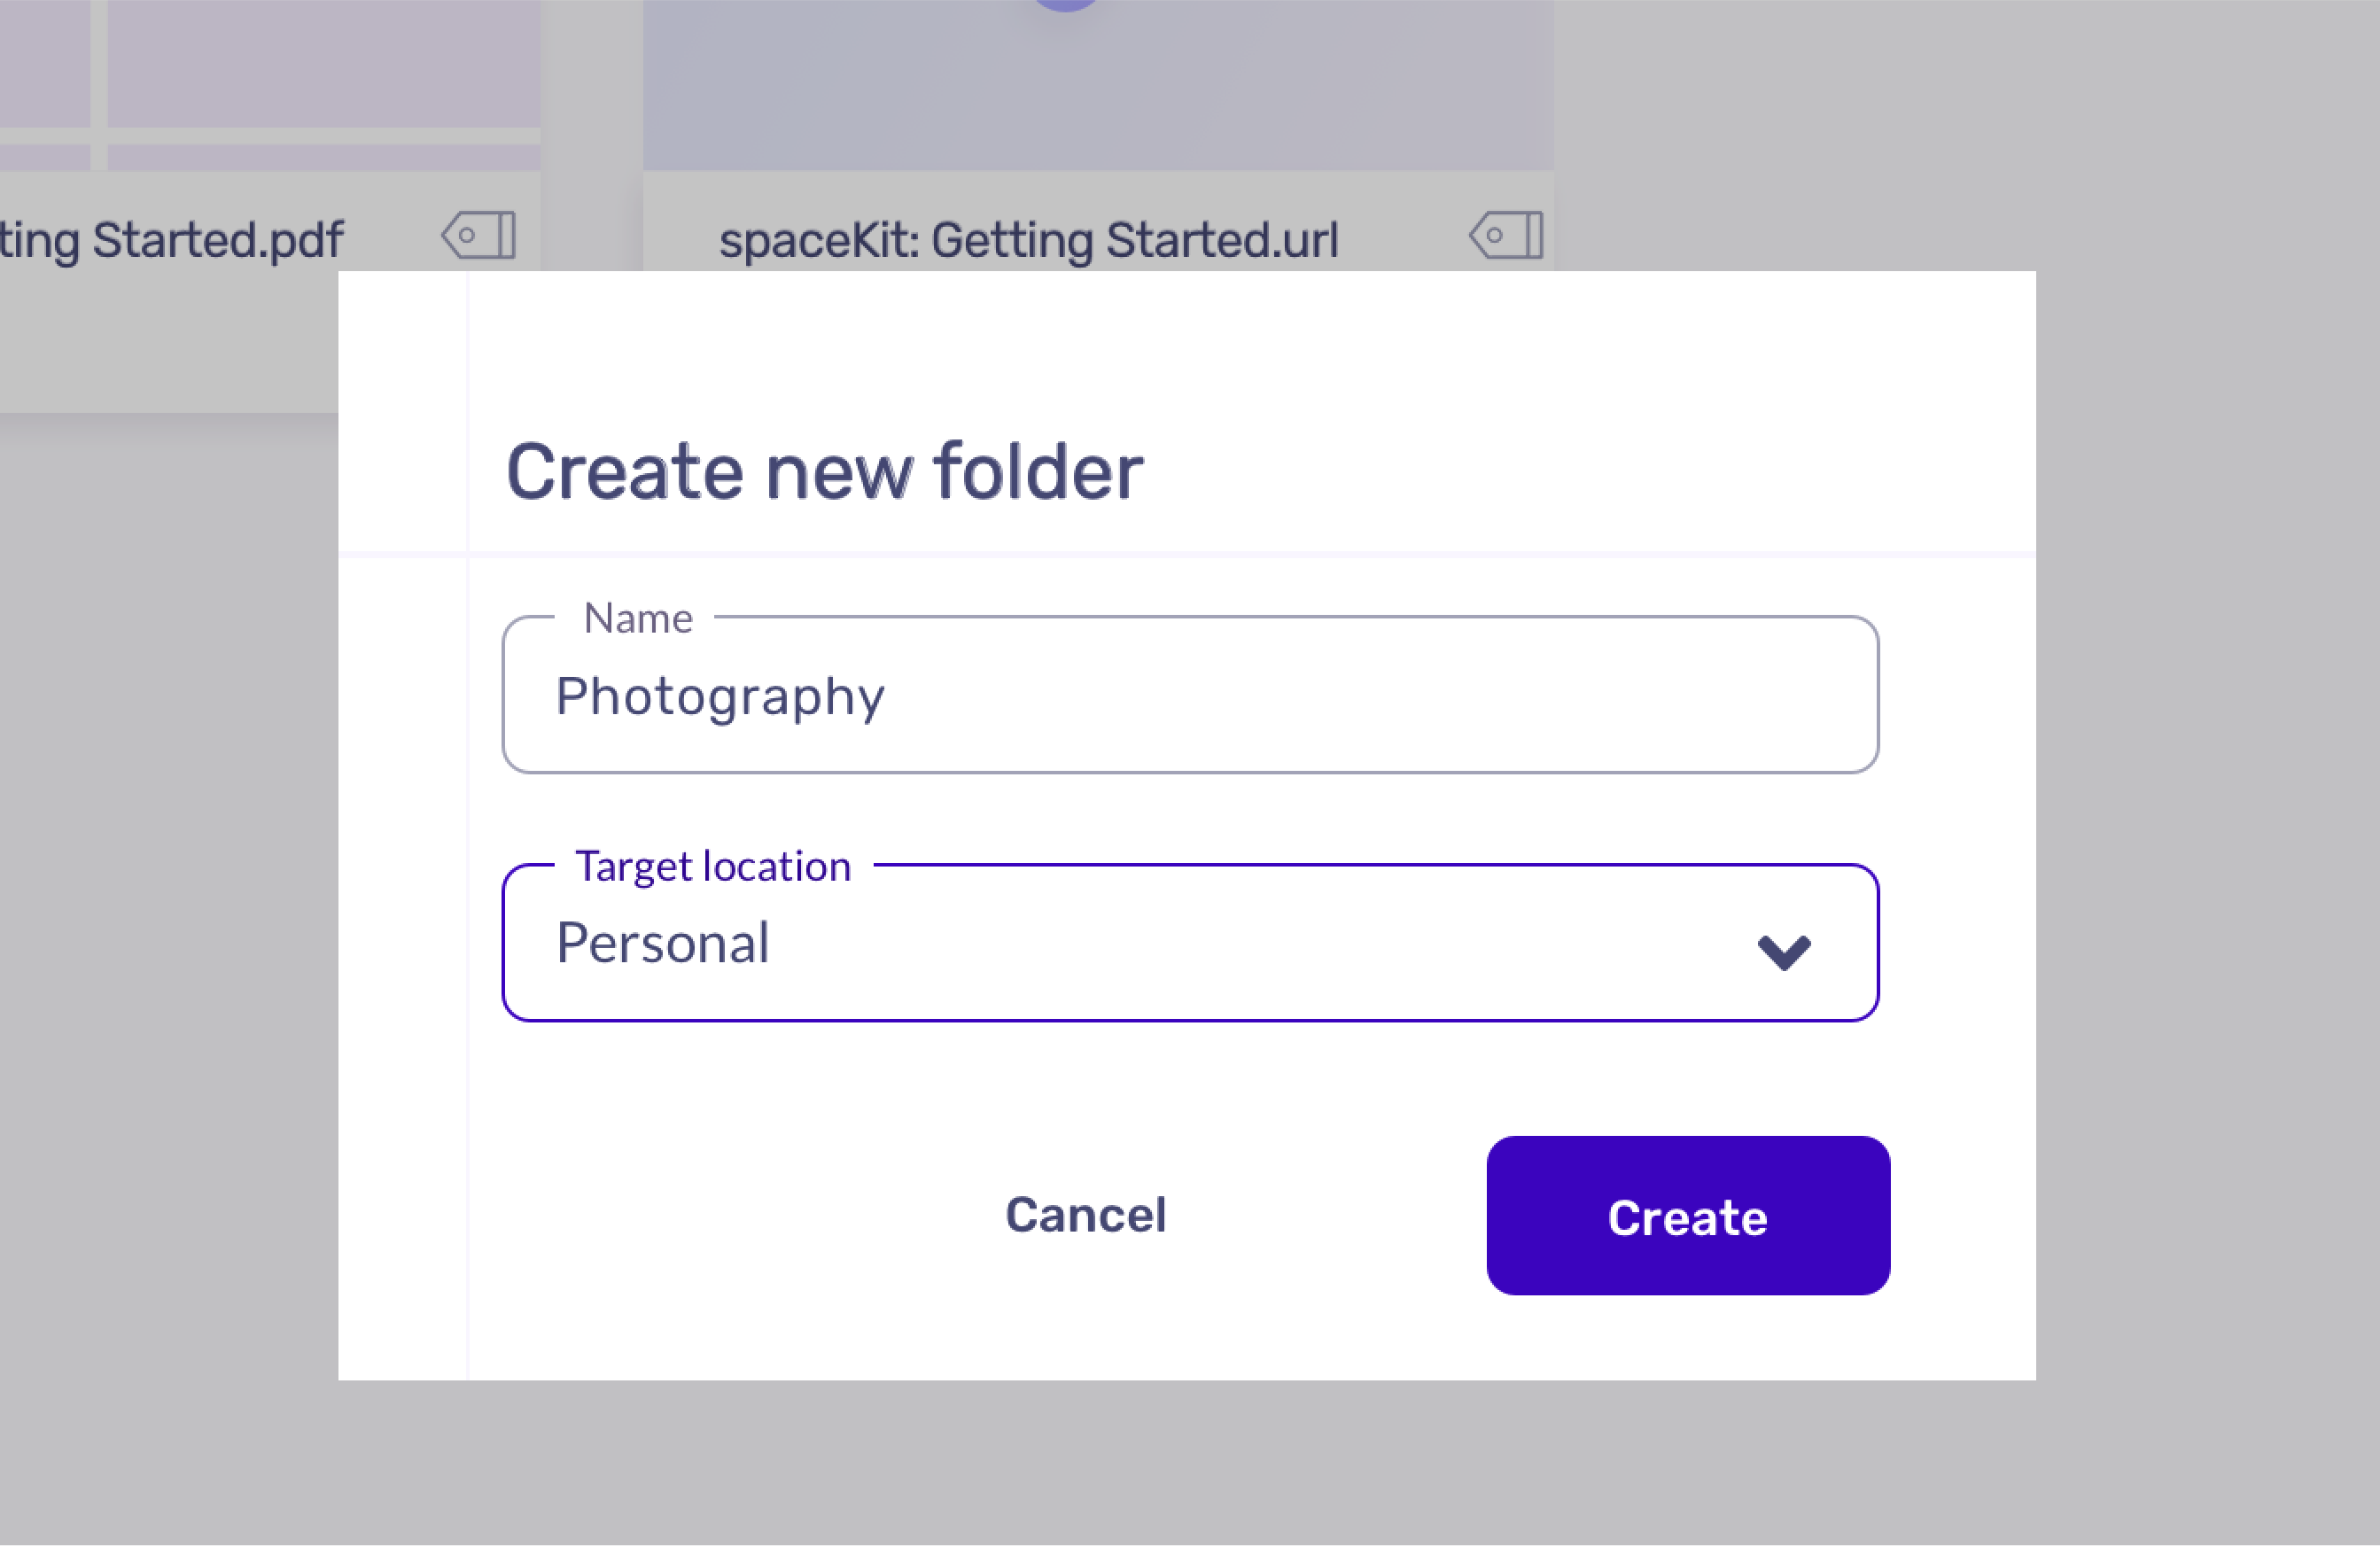 ting Started.pdf
spaceKit: Getting Started.url
Create new folder
Name
Photography
Target location
Personal
Cancel
Create